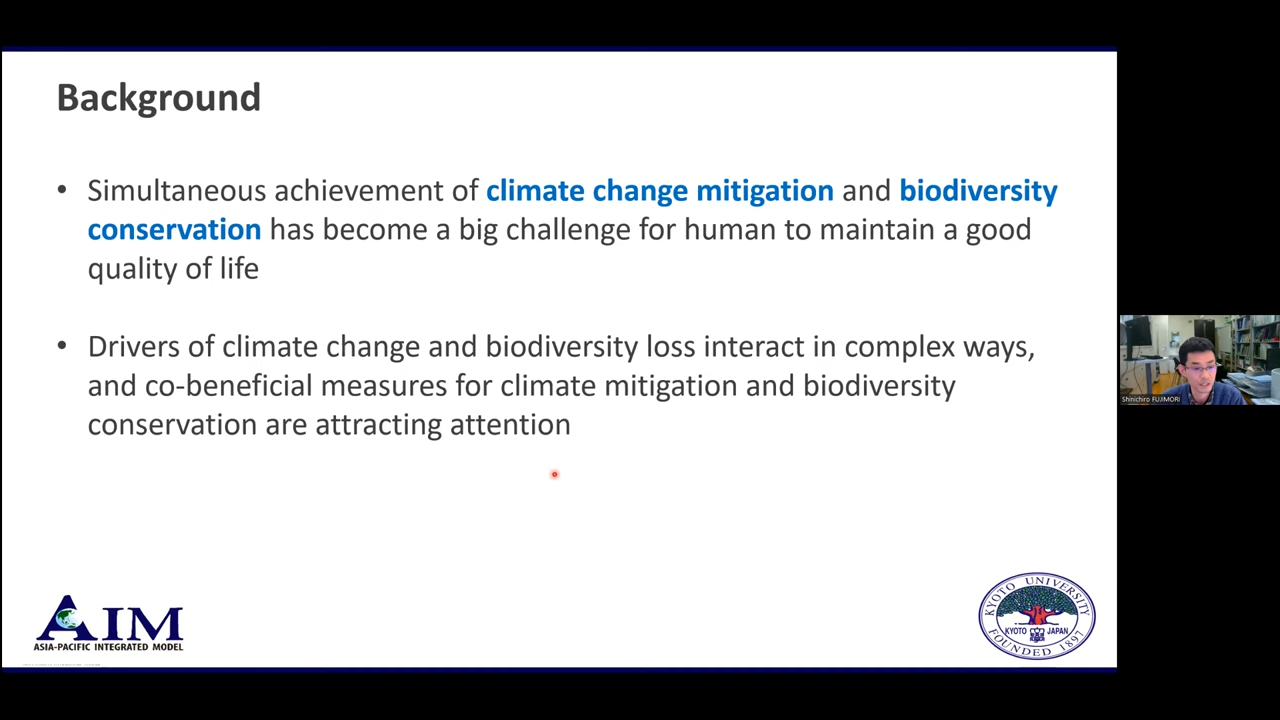 Background
• Simultaneous achievement of climate change mitigation and biodiversity
conservation has become a big challenge for human to maintain a good
quality of life
• Drivers of climate change and biodiversity loss interact in complex ways,
and co-beneficial measures for climate mitigation and biodiversity
conservation are attracting attention
Shinichiro FUJIMORI
AIM
ASIA-PACIFIC INTEGRATED MODEL
KYOTO UNIVERSITY
KYOTO JAPAN
FOUNDED 1897